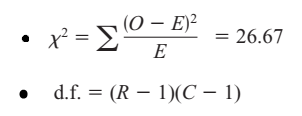 • χ² = ∑ (O − E)² / E = 26.67
• d.f. = (R − 1)(C − 1)